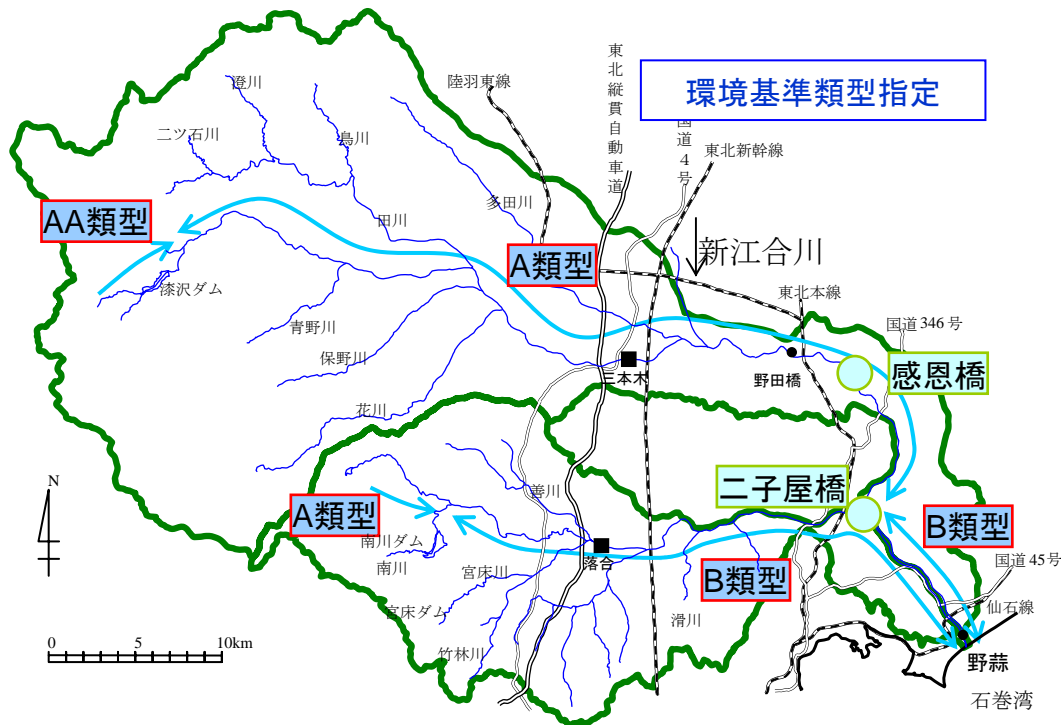 環境基準類型指定
陸羽東線
東北縦貫自動車道
国道4号
東北新幹線
澄川
二ツ石川
鳥川
多田川
田川
AA類型
A類型
新江合川
漆沢ダム
東北本線
国道346号
青野川
保野川
三本木
野田橋
感恩橋
花川
善川
二子屋橋
A類型
B類型
南川ダム
南川
落合
国道45号
宮床川
B類型
仙石線
宮床ダム
滑川
竹林川
野蒜
石巻湾
N
0 5 10km